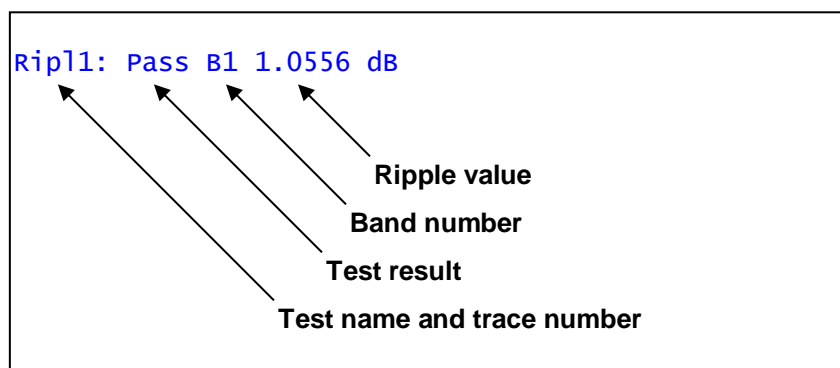 Ripl1: Pass B1 1.0556 dB
Ripple value
Band number
Test result
Test name and trace number